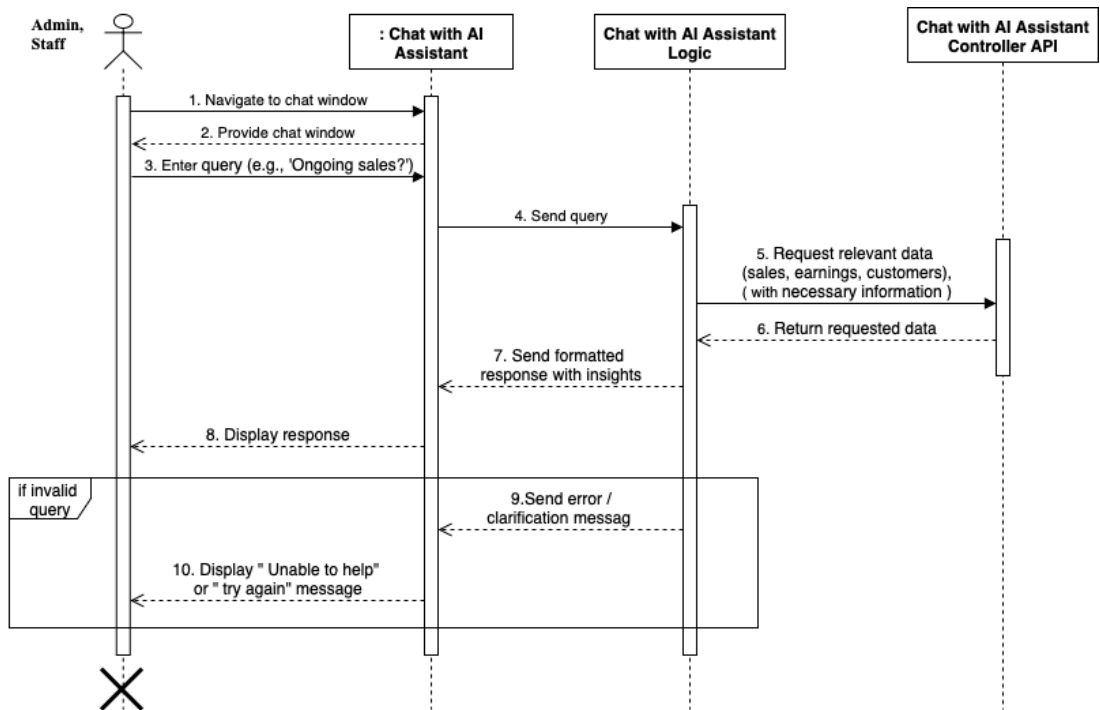 Admin,
Staff
: Chat with AI
Assistant
Chat with AI Assistant
Logic
Chat with AI Assistant
Controller API
1. Navigate to chat window
2. Provide chat window
3. Enter query (e.g., 'Ongoing sales?')
4. Send query
5. Request relevant data
(sales, earnings, customers),
( with necessary information )
6. Return requested data
7. Send formatted
response with insights
8. Display response
if invalid
query
9.Send error /
clarification messag
10. Display " Unable to help"
or " try again" message